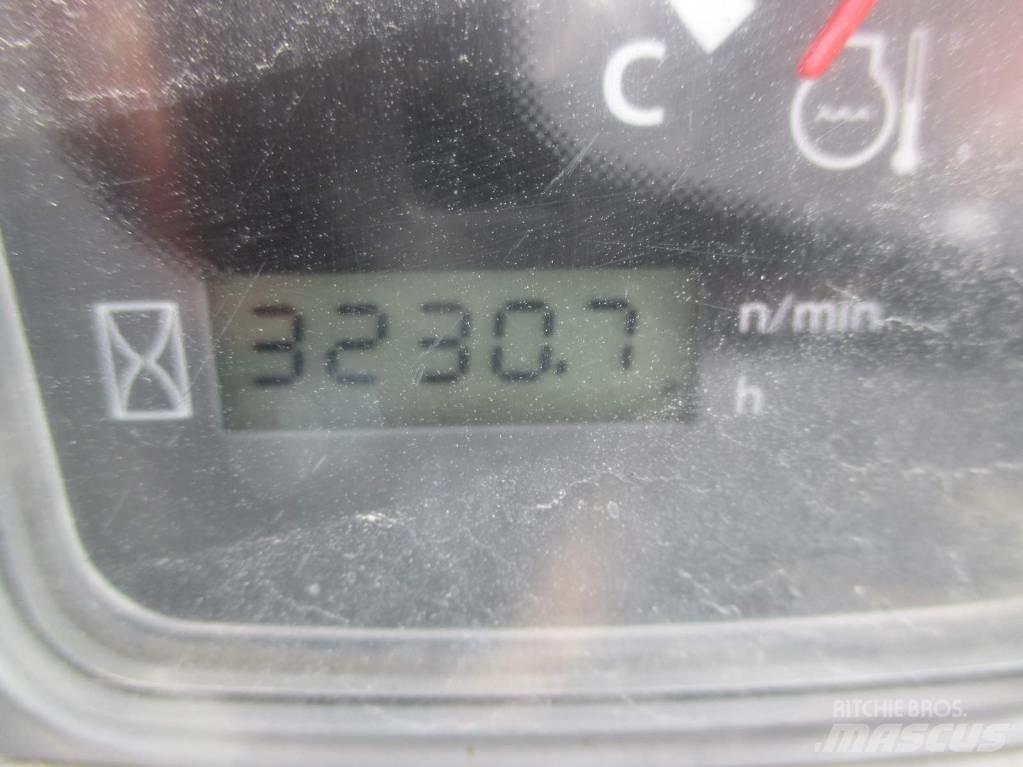 C
3230.7 n/min
h
RITCHIE BROS.
MASCUS